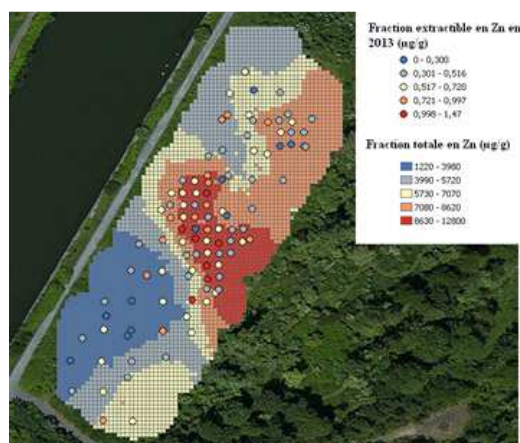 Fraction extractible en Zn en
2013 (µg/g)
0 - 0,300
0,301 - 0,516
0,517 - 0,720
0,721 - 0,997
0,998 - 1,47
Fraction totale en Zn (µg/g)
1220 - 3980
3990 - 5720
5730 - 7070
7080 - 8620
8630 - 12800